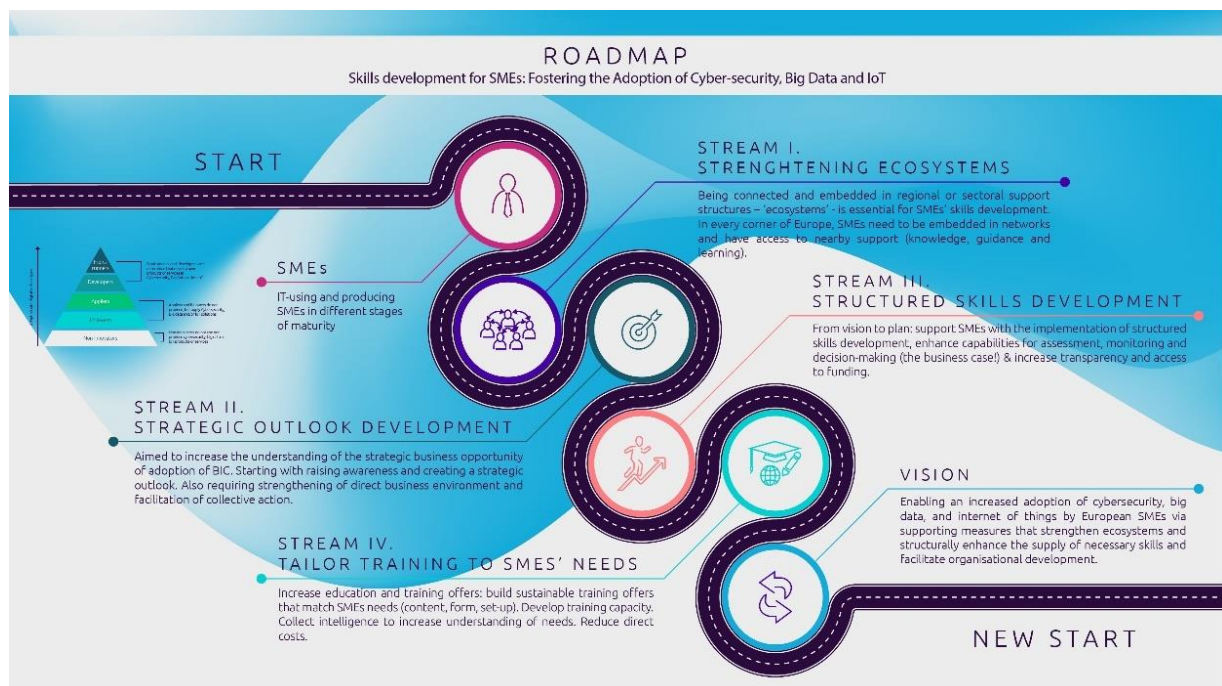 ROADMAP
Skills development for SMEs: Fostering the Adoption of Cyber-security, Big Data and IoT
START
STREAM I.
STRENGHTENING ECOSYSTEMS
Being connected and embedded in regional or sectoral support
structures – 'ecosystems' - is essential for SMEs' skills development.
In every corner of Europe, SMEs need to be embedded in networks
and have access to nearby support (knowledge, guidance and
learning).
SMEs
IT-using and producing
SMEs in different stages
of maturity
Developers
STREAM III.
STRUCTURED SKILLS DEVELOPMENT
From vision to plan: support SMEs with the implementation of structured
skills development, enhance capabilities for assessment, monitoring and
decision-making (the business case!) & increase transparency and access
to funding.
STREAM II.
STRATEGIC OUTLOOK DEVELOPMENT
Aimed to increase the understanding of the strategic business opportunity
of adoption of BIC. Starting with raising awareness and creating a strategic
outlook. Also requiring strengthening of direct business environment and
facilitation of collective action.
VISION
Enabling an increased adoption of cybersecurity, big
data, and internet of things by European SMEs via
supporting measures that strengthen ecosystems and
structurally enhance the supply of necessary skills and
facilitate organisational development.
STREAM IV.
TAILOR TRAINING TO SMES' NEEDS
Increase education and training offers: build sustainable training offers
that match SMEs needs (content, form, set-up). Develop training capacity.
Collect intelligence to increase understanding of needs. Reduce direct
costs.
NEW START